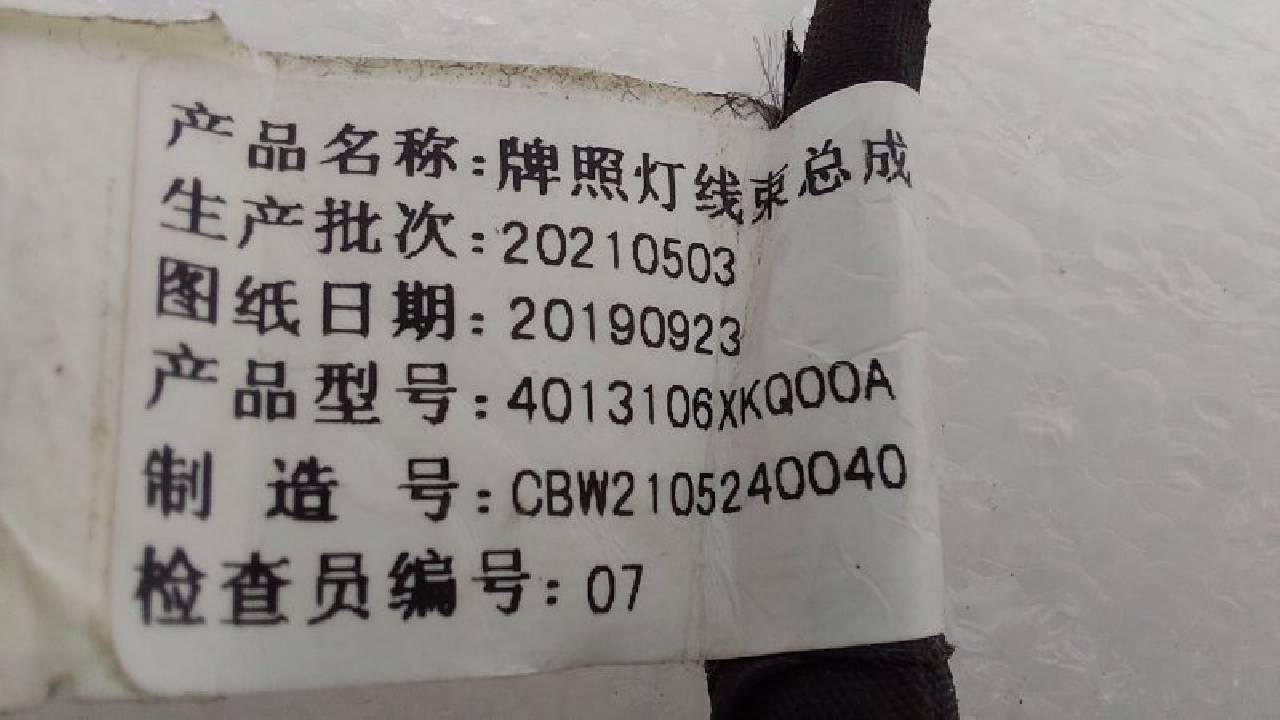 产品名称:牌照灯线束总成
生产批次:20210503
图纸日期:20190923
产品型号:4013106XKQ00A
制 造 号:CBW2105240040
检查员编号:07